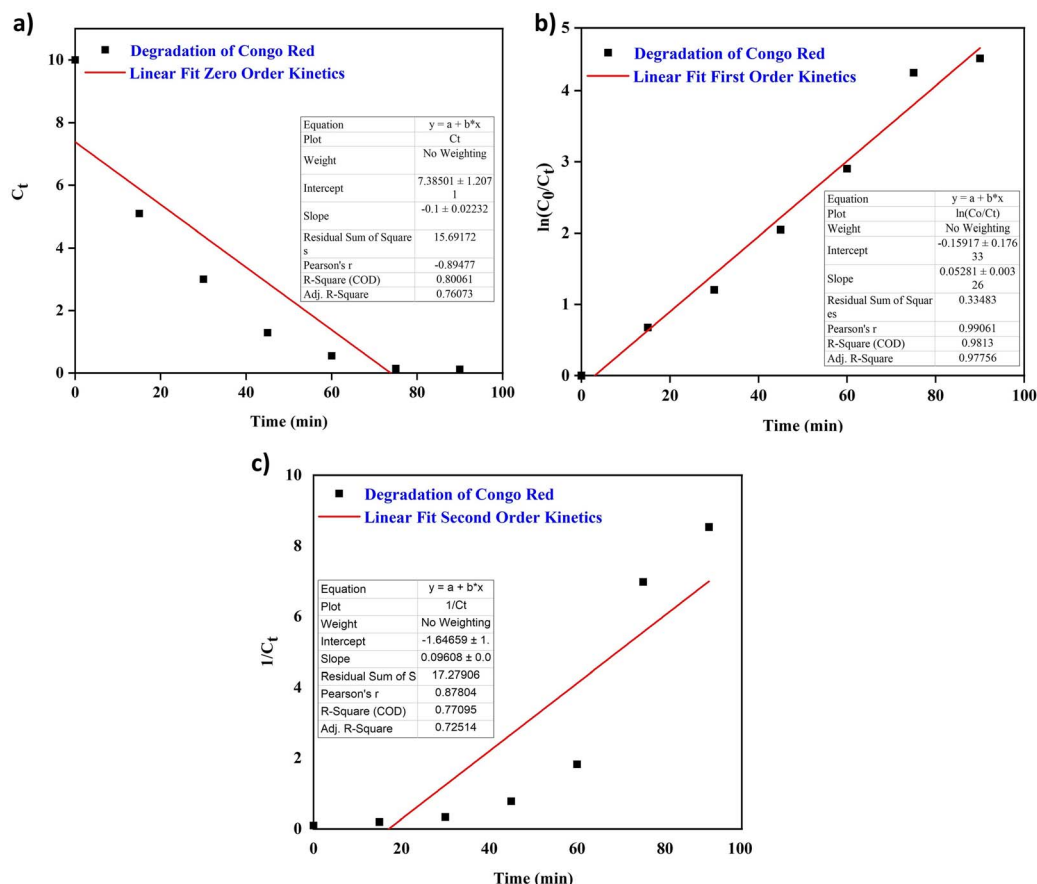 a)
Degradation of Congo Red
Linear Fit Zero Order Kinetics
10
8
6
4
2
0
Ct
Equation y = a + b*x
Plot Ct
Weight No Weighting
Intercept 7.38501 ± 1.207
1
Slope -0.1 ± 0.02232
Residual Sum of Square 15.69172
s
Pearson's r -0.89477
R-Square (COD) 0.80061
Adj. R-Square 0.76073
0 20 40 60 80 100
Time (min)
b)
Degradation of Congo Red
Linear Fit First Order Kinetics
5
4
3
2
1
0
ln(C0/Ct)
Equation y = a + b*x
Plot ln(Co/Ct)
Weight No Weighting
Intercept -0.15917 ± 0.176
33
Slope 0.05281 ± 0.003
26
Residual Sum of Squar 0.33483
es
Pearson's r 0.99061
R-Square (COD) 0.9813
Adj. R-Square 0.97756
0 20 40 60 80 100
Time (min)
c)
Degradation of Congo Red
Linear Fit Second Order Kinetics
10
8
6
4
2
0
1/Ct
Equation y = a + b*x
Plot 1/Ct
Weight No Weighting
Intercept -1.64659 ± 1.
Slope 0.09608 ± 0.0
Residual Sum of S 17.27906
Pearson's r 0.87804
R-Square (COD) 0.77095
Adj. R-Square 0.72514
0 20 40 60 80 100
Time (min)